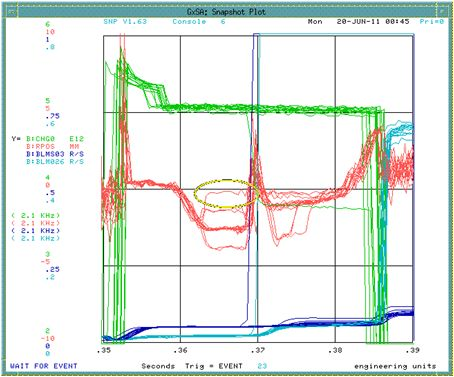 GxSA: Snapshot Plot
SNP V1.63 Console 6 Mon 20-JUN-11 00:45 Pri=0
6
10
1
.8
5
5
.75
.6
Y= B:CHG0 E12
B:RPOS MM
B:BLMS03 R/S
B:BLM026 R/S
4
0
.5
.4
( 2.1 KHz)
( 2.1 KHz)
( 2.1 KHz)
( 2.1 KHz)
3
-5
.25
.2
2
-10
0
0
.35 .36 .37 .38 .39
WAIT FOR EVENT Seconds Trig = EVENT 23 engineering units